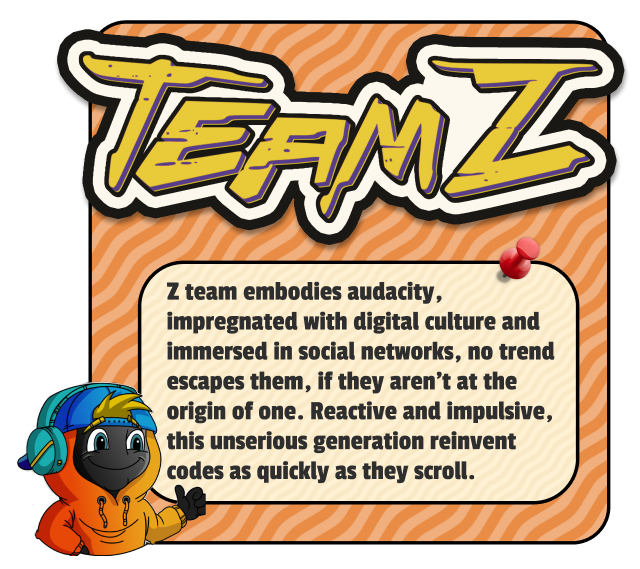 TEAM Z
Z team embodies audacity,
impregnated with digital culture and
immersed in social networks, no trend
escapes them, if they aren't at the
origin of one. Reactive and impulsive,
this unserious generation reinvent
codes as quickly as they scroll.